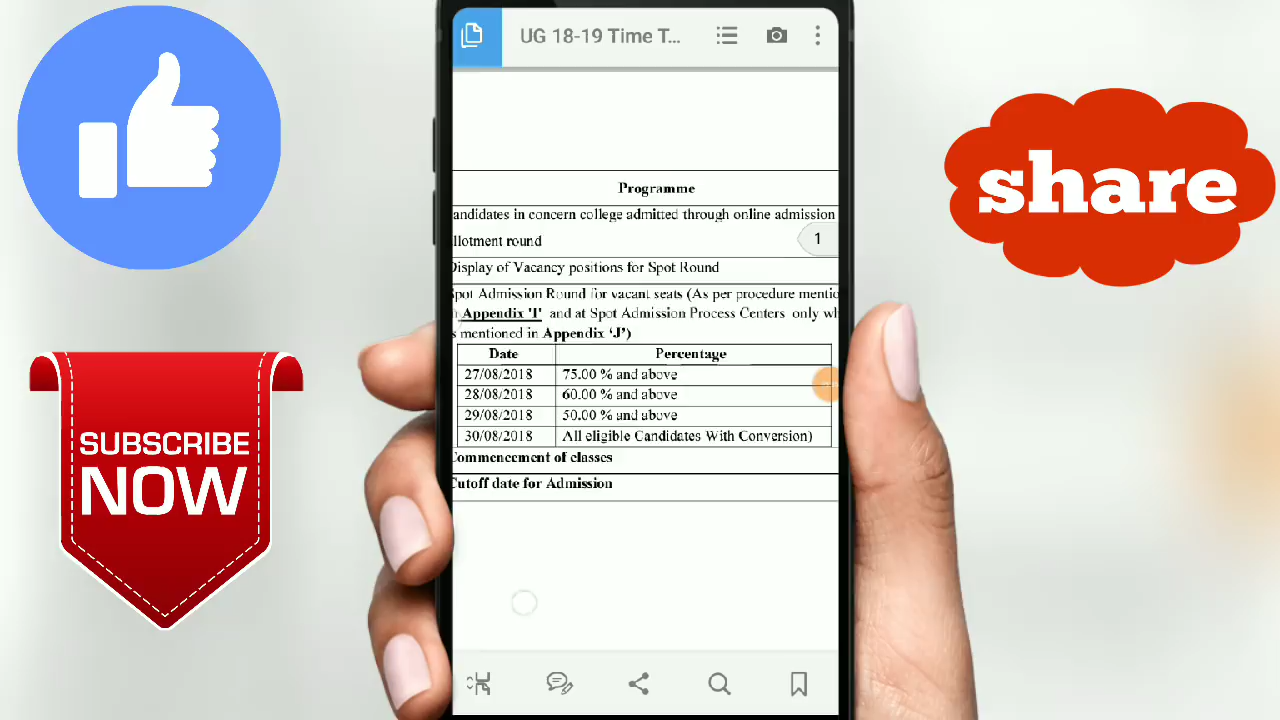 UG 18-19 Time T...
Programme
andidates in concern college admitted through online admission
llotment round
1
Display of Vacancy positions for Spot Round
Spot Admission Round for vacant seats (As per procedure mentio
n Appendix 'I' and at Spot Admission Process Centers only wh
s mentioned in Appendix 'J')
Date Percentage
27/08/2018 75.00 % and above
28/08/2018 60.00 % and above
29/08/2018 50.00 % and above
30/08/2018 All eligible Candidates With Conversion)
Commencement of classes
Cutoff date for Admission
share
SUBSCRIBE
NOW